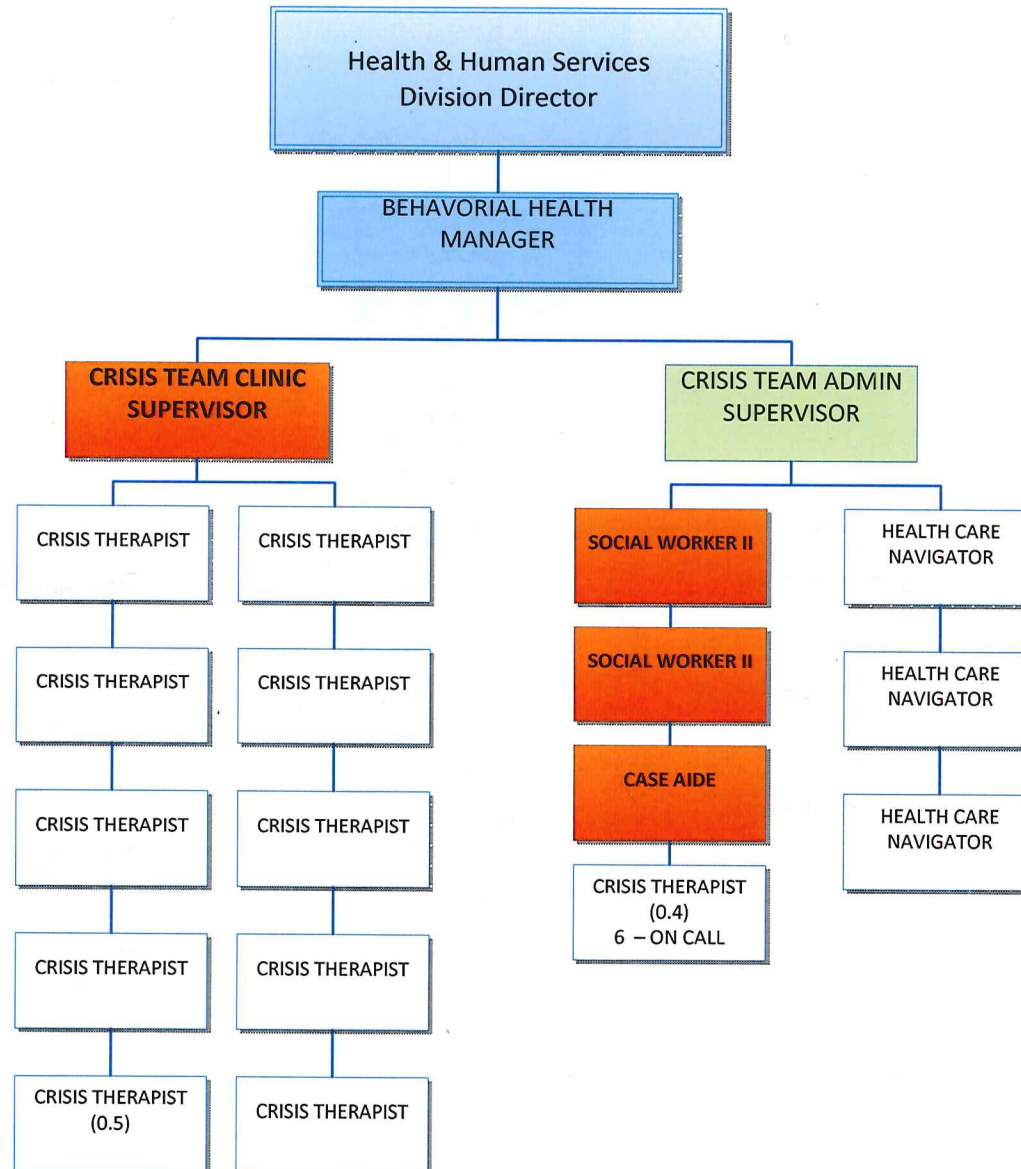 Health & Human Services
Division Director
BEHAVORIAL HEALTH
MANAGER
CRISIS TEAM CLINIC
SUPERVISOR
CRISIS THERAPIST
CRISIS THERAPIST
CRISIS THERAPIST
CRISIS THERAPIST
CRISIS THERAPIST
(0.5)
CRISIS THERAPIST
CRISIS THERAPIST
CRISIS THERAPIST
CRISIS THERAPIST
CRISIS THERAPIST
CRISIS TEAM ADMIN
SUPERVISOR
SOCIAL WORKER II
SOCIAL WORKER II
CASE AIDE
CRISIS THERAPIST
(0.4)
6 – ON CALL
HEALTH CARE
NAVIGATOR
HEALTH CARE
NAVIGATOR
HEALTH CARE
NAVIGATOR